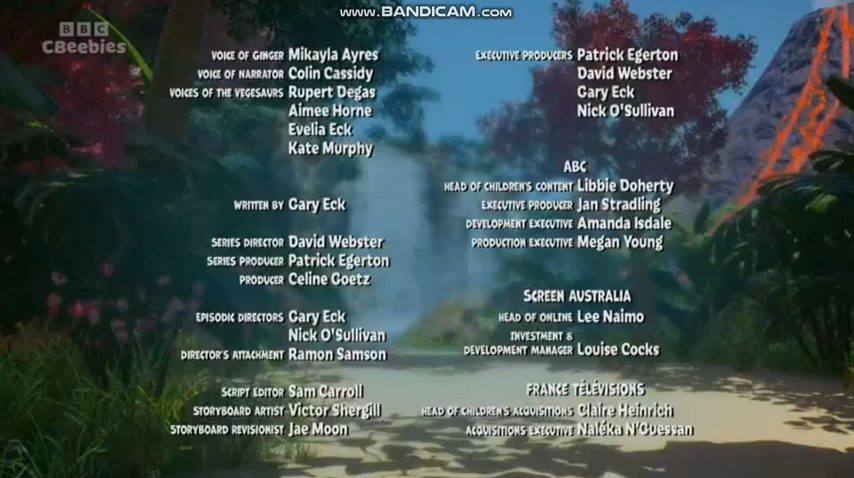 www.BANDICAM.com
BBC
CBeebies
VOICE OF GINGER Mikayla Ayres
VOICE OF NARRATOR Colin Cassidy
VOICES OF THE VEGESAURS Rupert Degas
Aimee Horne
Evelia Eck
Kate Murphy
WRITTEN BY Gary Eck
SERIES DIRECTOR David Webster
SERIES PRODUCER Patrick Egerton
PRODUCER Celine Goetz
EPISODIC DIRECTORS Gary Eck
Nick O'Sullivan
DIRECTOR'S ATTACHMENT Ramon Samson
SCRIPT EDITOR Sam Carroll
STORYBOARD ARTIST Victor Shergill
STORYBOARD REVISIONIST Jae Moon
EXECUTIVE PRODUCERS Patrick Egerton
David Webster
Gary Eck
Nick O'Sullivan
ABC
HEAD OF CHILDREN'S CONTENT Libbie Doherty
EXECUTIVE PRODUCER Jan Stradling
DEVELOPMENT EXECUTIVE Amanda Isdale
PRODUCTION EXECUTIVE Megan Young
SCREEN AUSTRALIA
HEAD OF ONLINE Lee Naimo
INVESTMENT &
DEVELOPMENT MANAGER Louise Cocks
FRANCE TÉLÉVISIONS
HEAD OF CHILDREN'S ACQUISITIONS Claire Heinrich
ACQUISITIONS EXECUTIVE Naléka N'Guessan